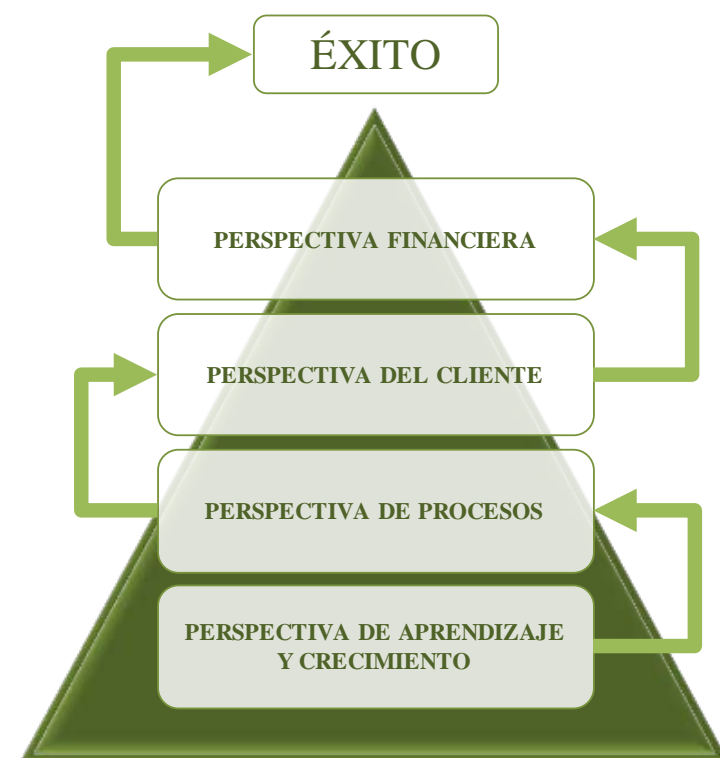 ÉXITO
PERSPECTIVA FINANCIERA
PERSPECTIVA DEL CLIENTE
PERSPECTIVA DE PROCESOS
PERSPECTIVA DE APRENDIZAJE
Y CRECIMIENTO